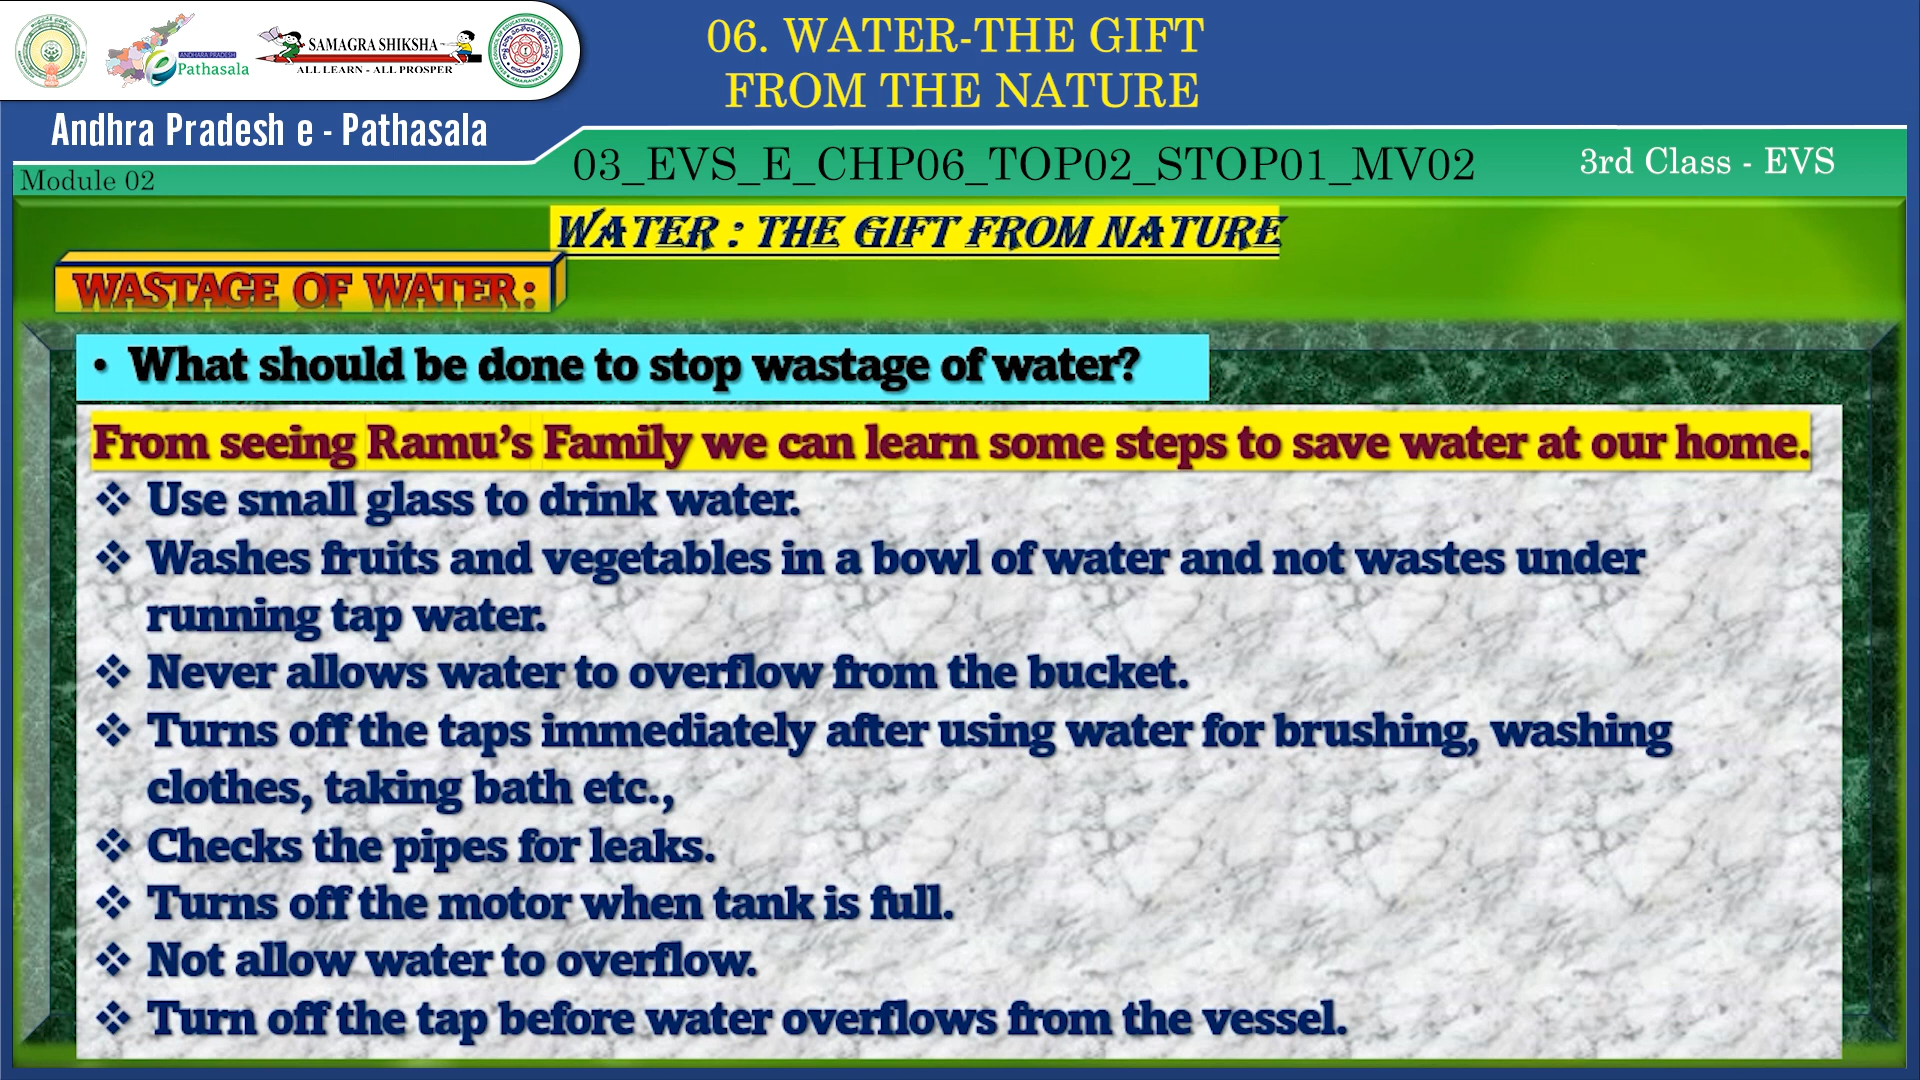 06. WATER-THE GIFT
FROM THE NATURE
ANDHRA PRADESH
e Pathasala
SAMAGRA SHIKSHA
ALL LEARN - ALL PROSPER
Andhra Pradesh e - Pathasala
Module 02
03_EVS_E_CHP06_TOP02_STOP01_MV02
3rd Class - EVS
WATER : THE GIFT FROM NATURE
WASTAGE OF WATER:
• What should be done to stop wastage of water?
From seeing Ramu’s Family we can learn some steps to save water at our home.
❖ Use small glass to drink water.
❖ Washes fruits and vegetables in a bowl of water and not wastes under
running tap water.
❖ Never allows water to overflow from the bucket.
❖ Turns off the taps immediately after using water for brushing, washing
clothes, taking bath etc.,
❖ Checks the pipes for leaks.
❖ Turns off the motor when tank is full.
❖ Not allow water to overflow.
❖ Turn off the tap before water overflows from the vessel.